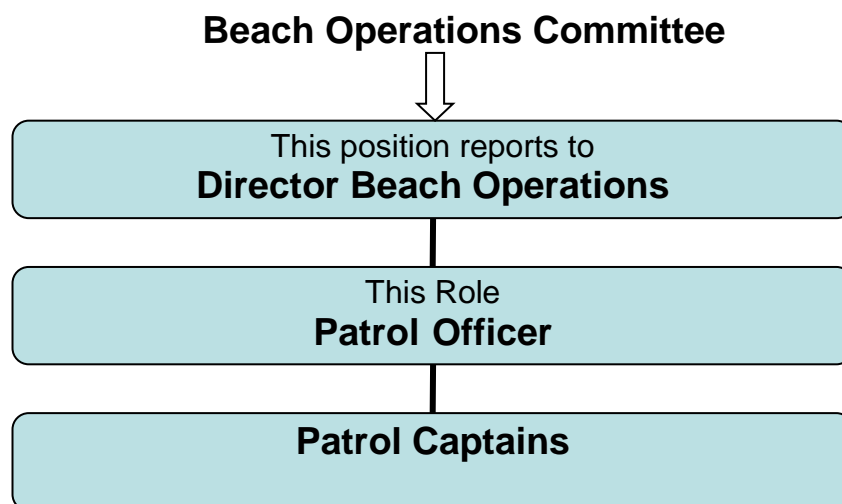 Beach Operations Committee
This position reports to
Director Beach Operations
This Role
Patrol Officer
Patrol Captains